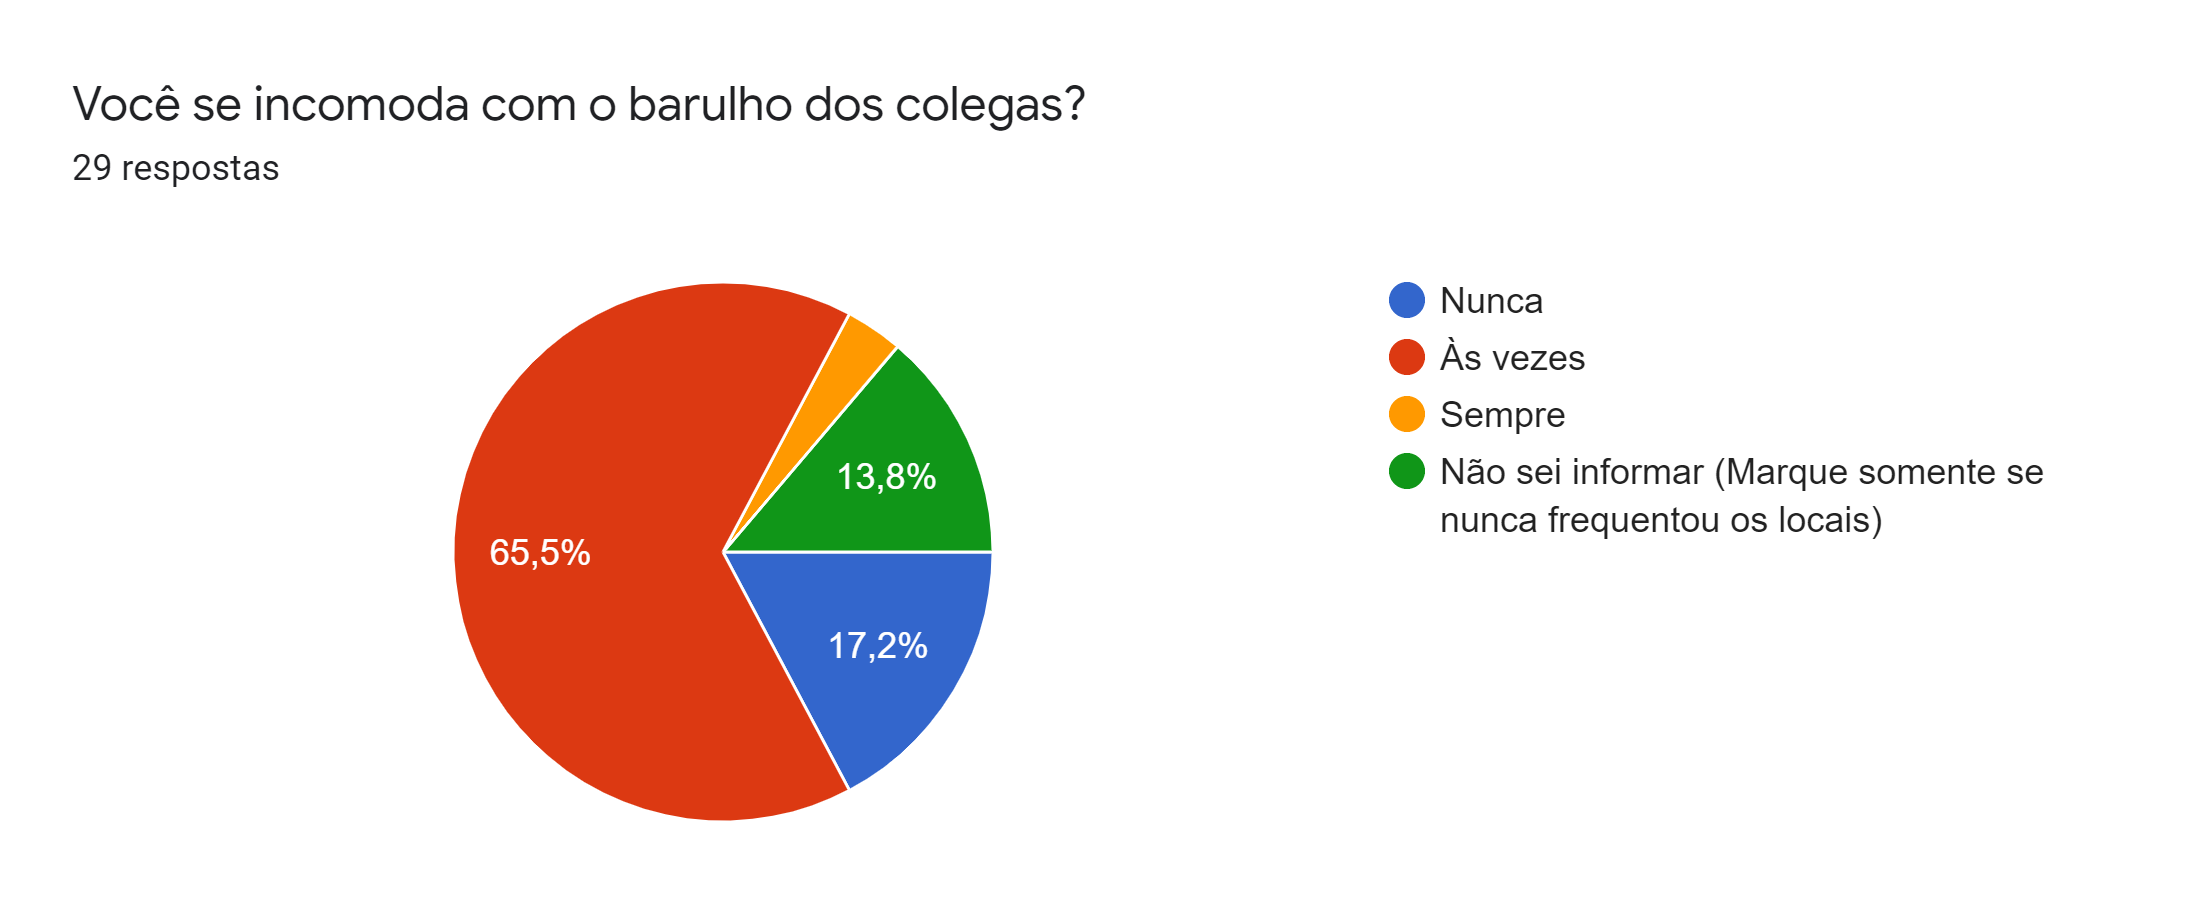 Você se incomoda com o barulho dos colegas?
29 respostas
65,5%
13,8%
17,2%
Nunca
Às vezes
Sempre
Não sei informar (Marque somente se
nunca frequentou os locais)